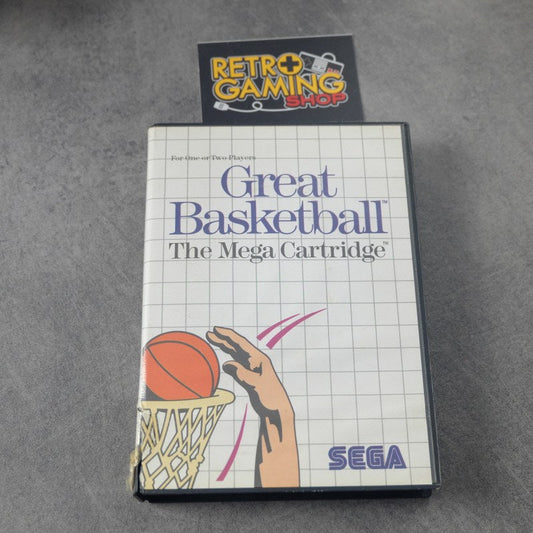 RETRO
GAMING
SHOP
For One or Two Players
Great
Basketball™
The Mega Cartridge™
SEGA